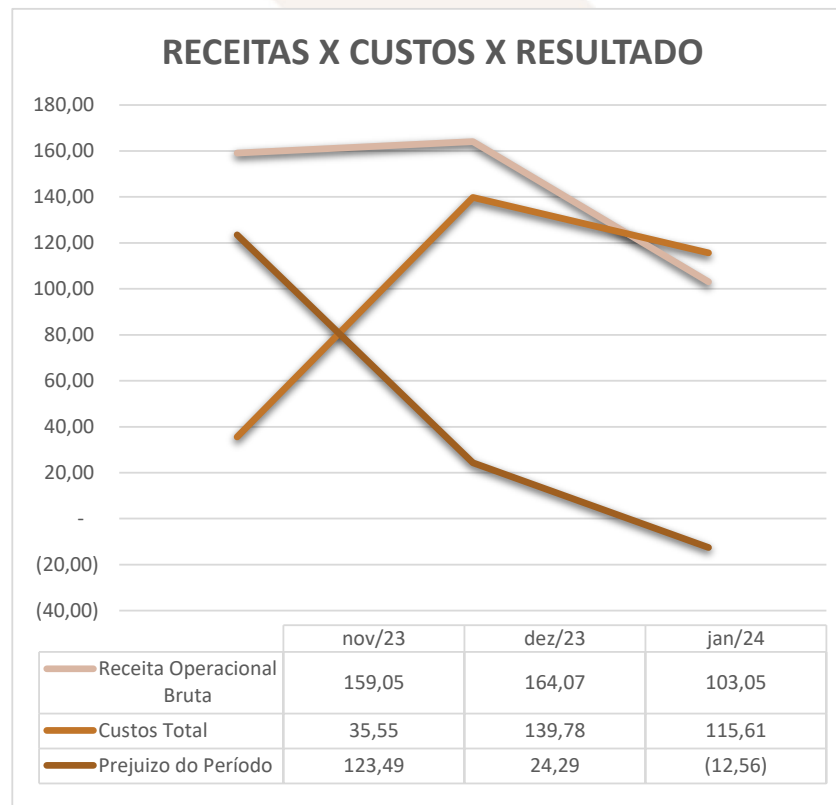 RECEITAS X CUSTOS X RESULTADO
180,00
160,00
140,00
120,00
100,00
80,00
60,00
40,00
20,00
-
(20,00)
(40,00)
nov/23 dez/23 jan/24
Receita Operacional
Bruta 159,05 164,07 103,05
Custos Total 35,55 139,78 115,61
Prejuizo do Período 123,49 24,29 (12,56)